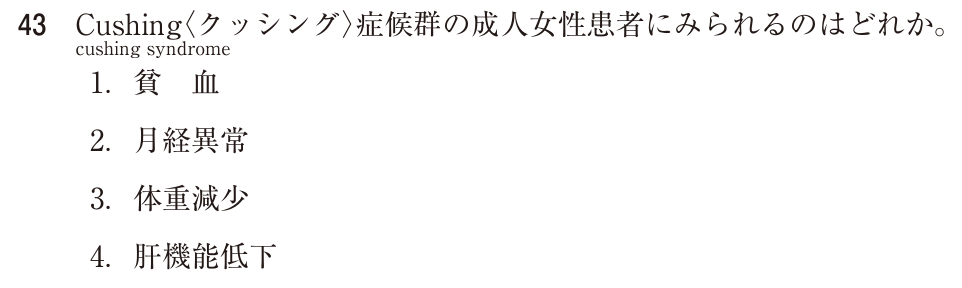 43 Cushing〈クッシング〉症候群の成人女性患者にみられるのはどれか。
cushing syndrome
1. 貧　血
2. 月経異常
3. 体重減少
4. 肝機能低下